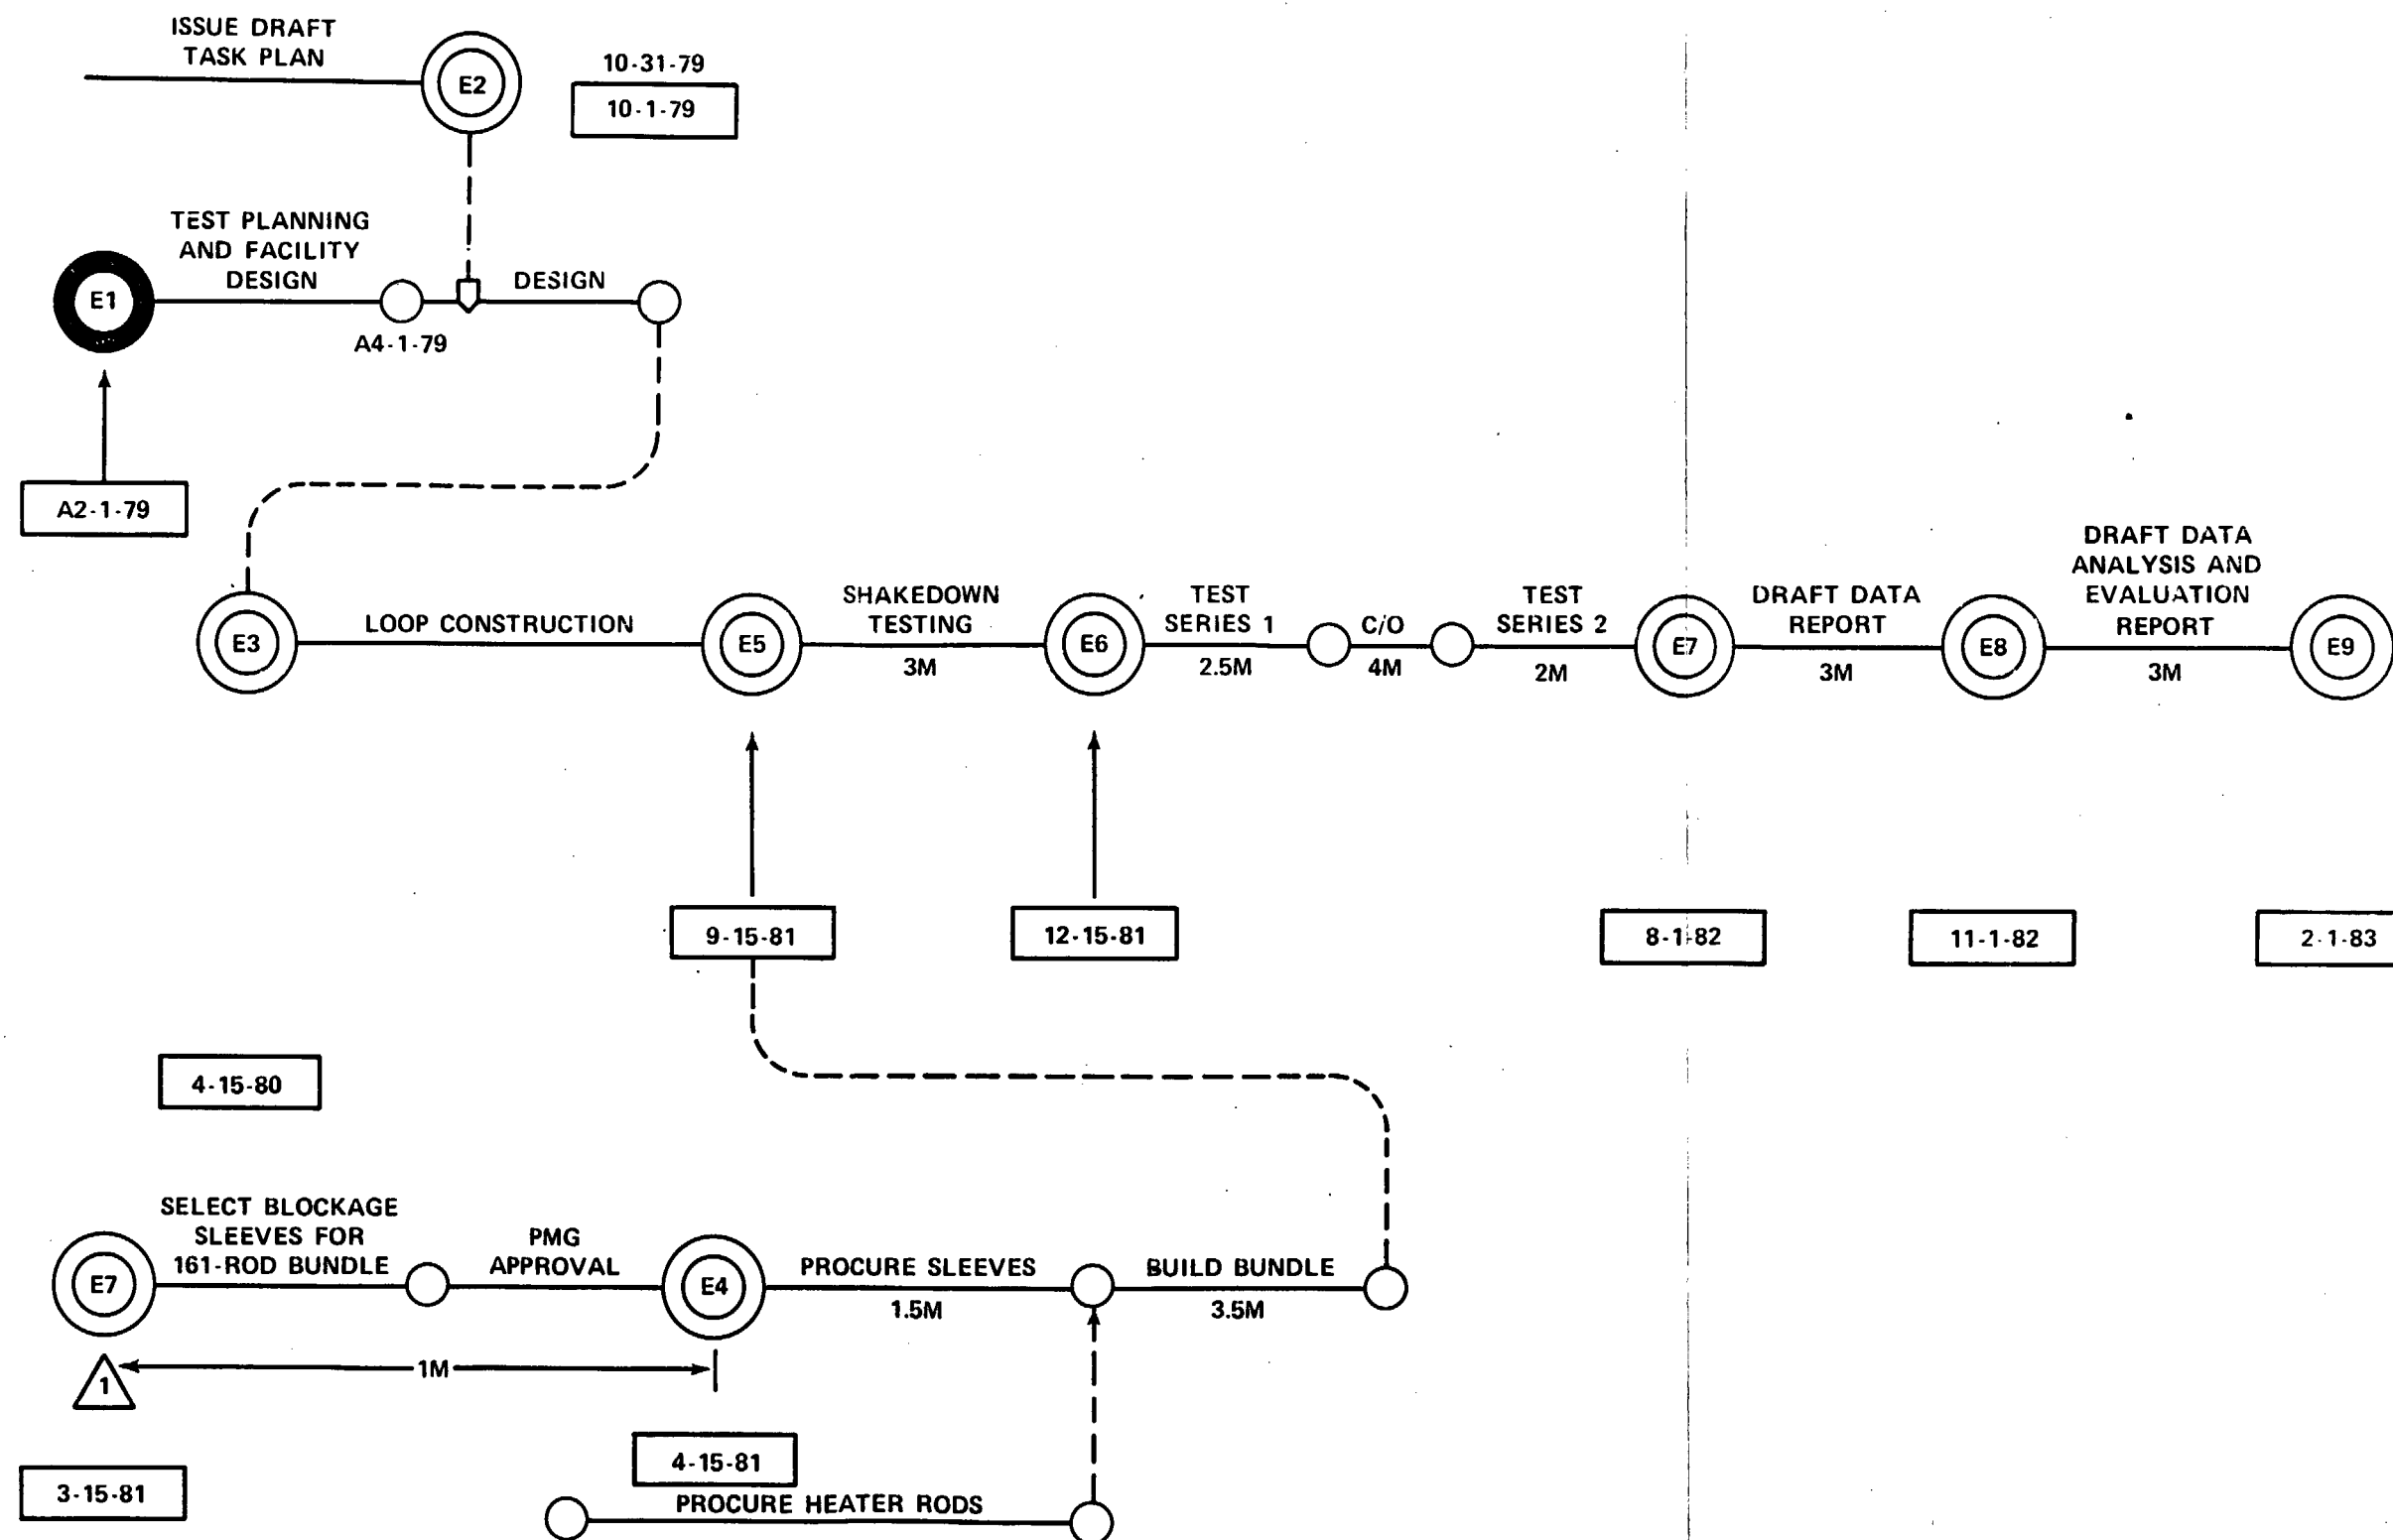 ISSUE DRAFT
TASK PLAN
E2
10-31-79
10-1-79
TEST PLANNING
AND FACILITY
DESIGN
E1
DESIGN
A4-1-79
A2-1-79
E3
LOOP CONSTRUCTION
E5
SHAKEDOWN
TESTING
3M
E6
TEST
SERIES 1
2.5M
C/O
4M
TEST
SERIES 2
2M
E7
DRAFT DATA
REPORT
3M
E8
DRAFT DATA
ANALYSIS AND
EVALUATION
REPORT
3M
E9
9-15-81
12-15-81
8-1-82
11-1-82
2-1-83
4-15-80
E7
SELECT BLOCKAGE
SLEEVES FOR
161-ROD BUNDLE
PMG
APPROVAL
E4
PROCURE SLEEVES
1.5M
BUILD BUNDLE
3.5M
1
1M
4-15-81
3-15-81
PROCURE HEATER RODS